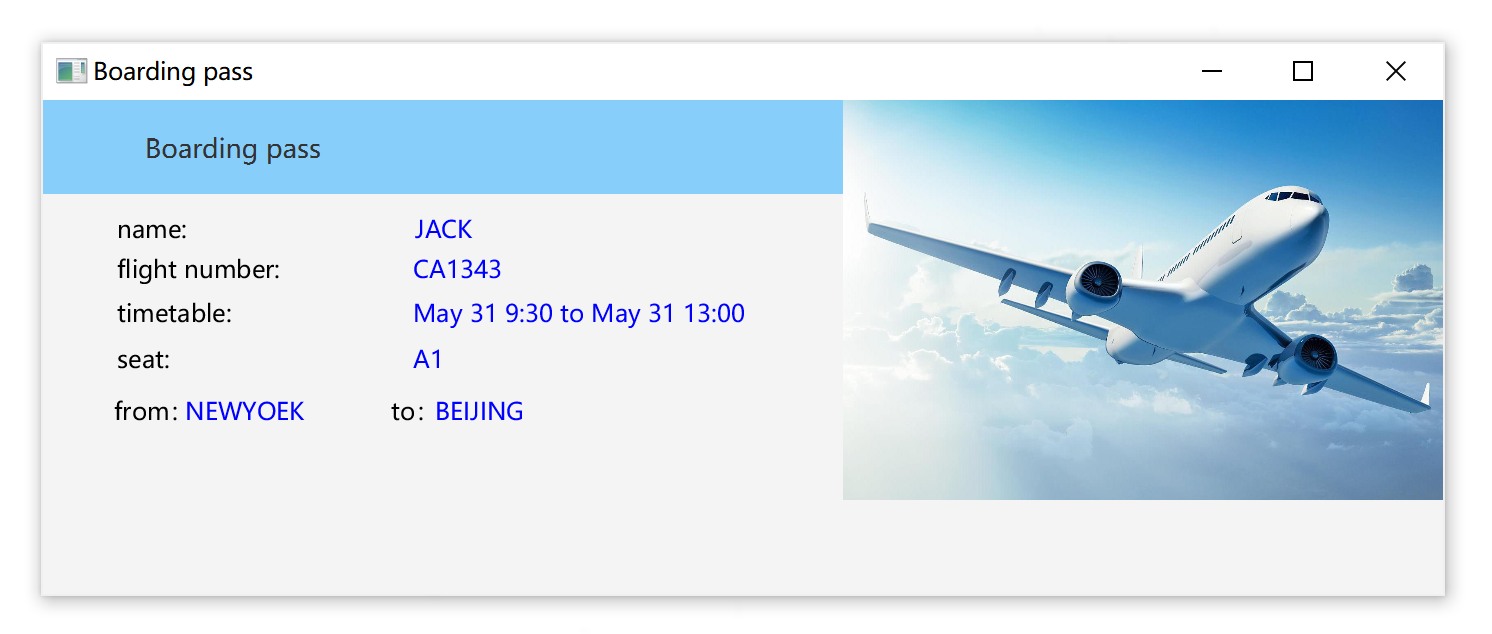 Boarding pass
Boarding pass
name: JACK
flight number: CA1343
timetable: May 31 9:30 to May 31 13:00
seat: A1
from: NEWYOEK to: BEIJING